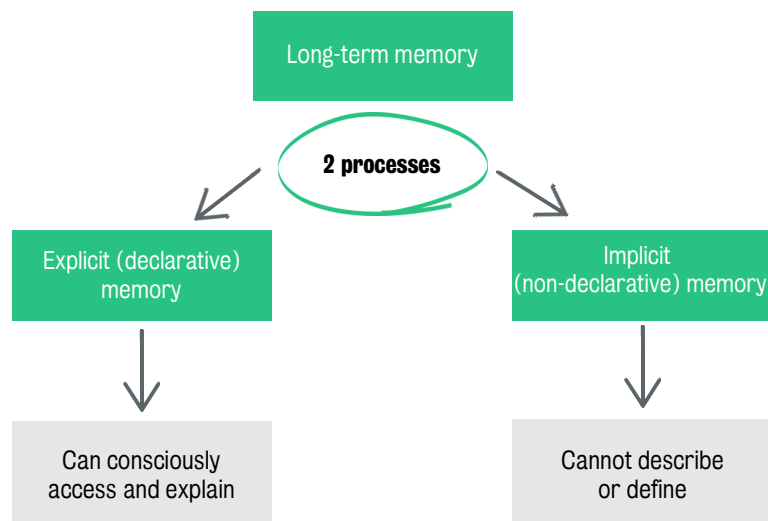 Long-term memory
2 processes
Explicit (declarative)
memory
Implicit
(non-declarative) memory
Can consciously
access and explain
Cannot describe
or define